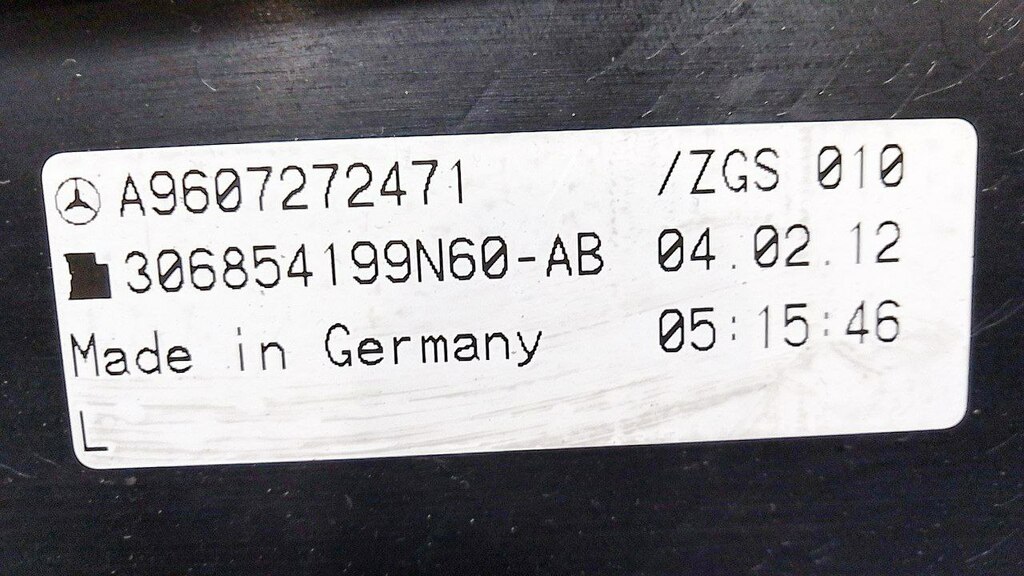 A9607272471 /ZGS 010
306854199N60-AB 04.02.12
Made in Germany 05:15:46
L